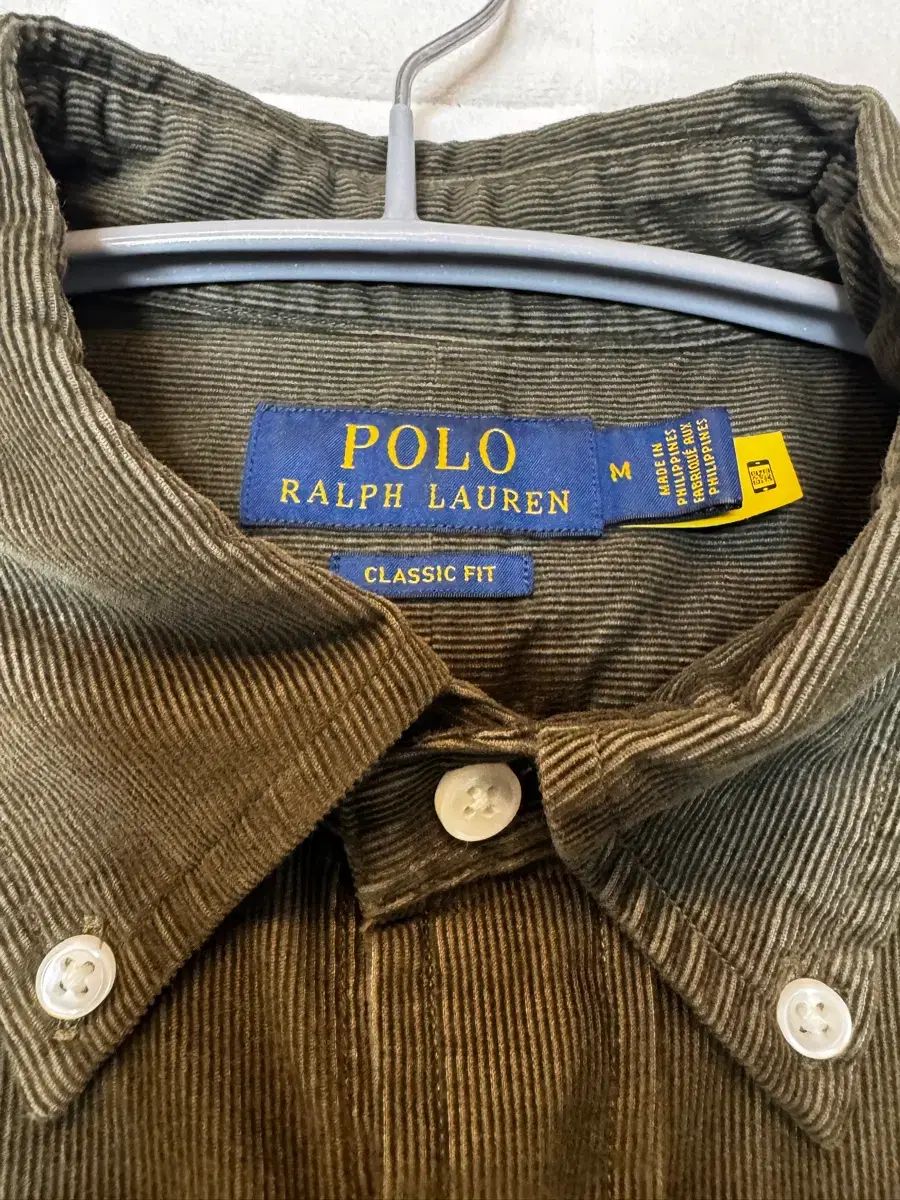 POLO
RALPH LAUREN
M
MADE IN
PHILIPPINES
FABRIQUÉ AUX
PHILIPPINES
CLASSIC FIT